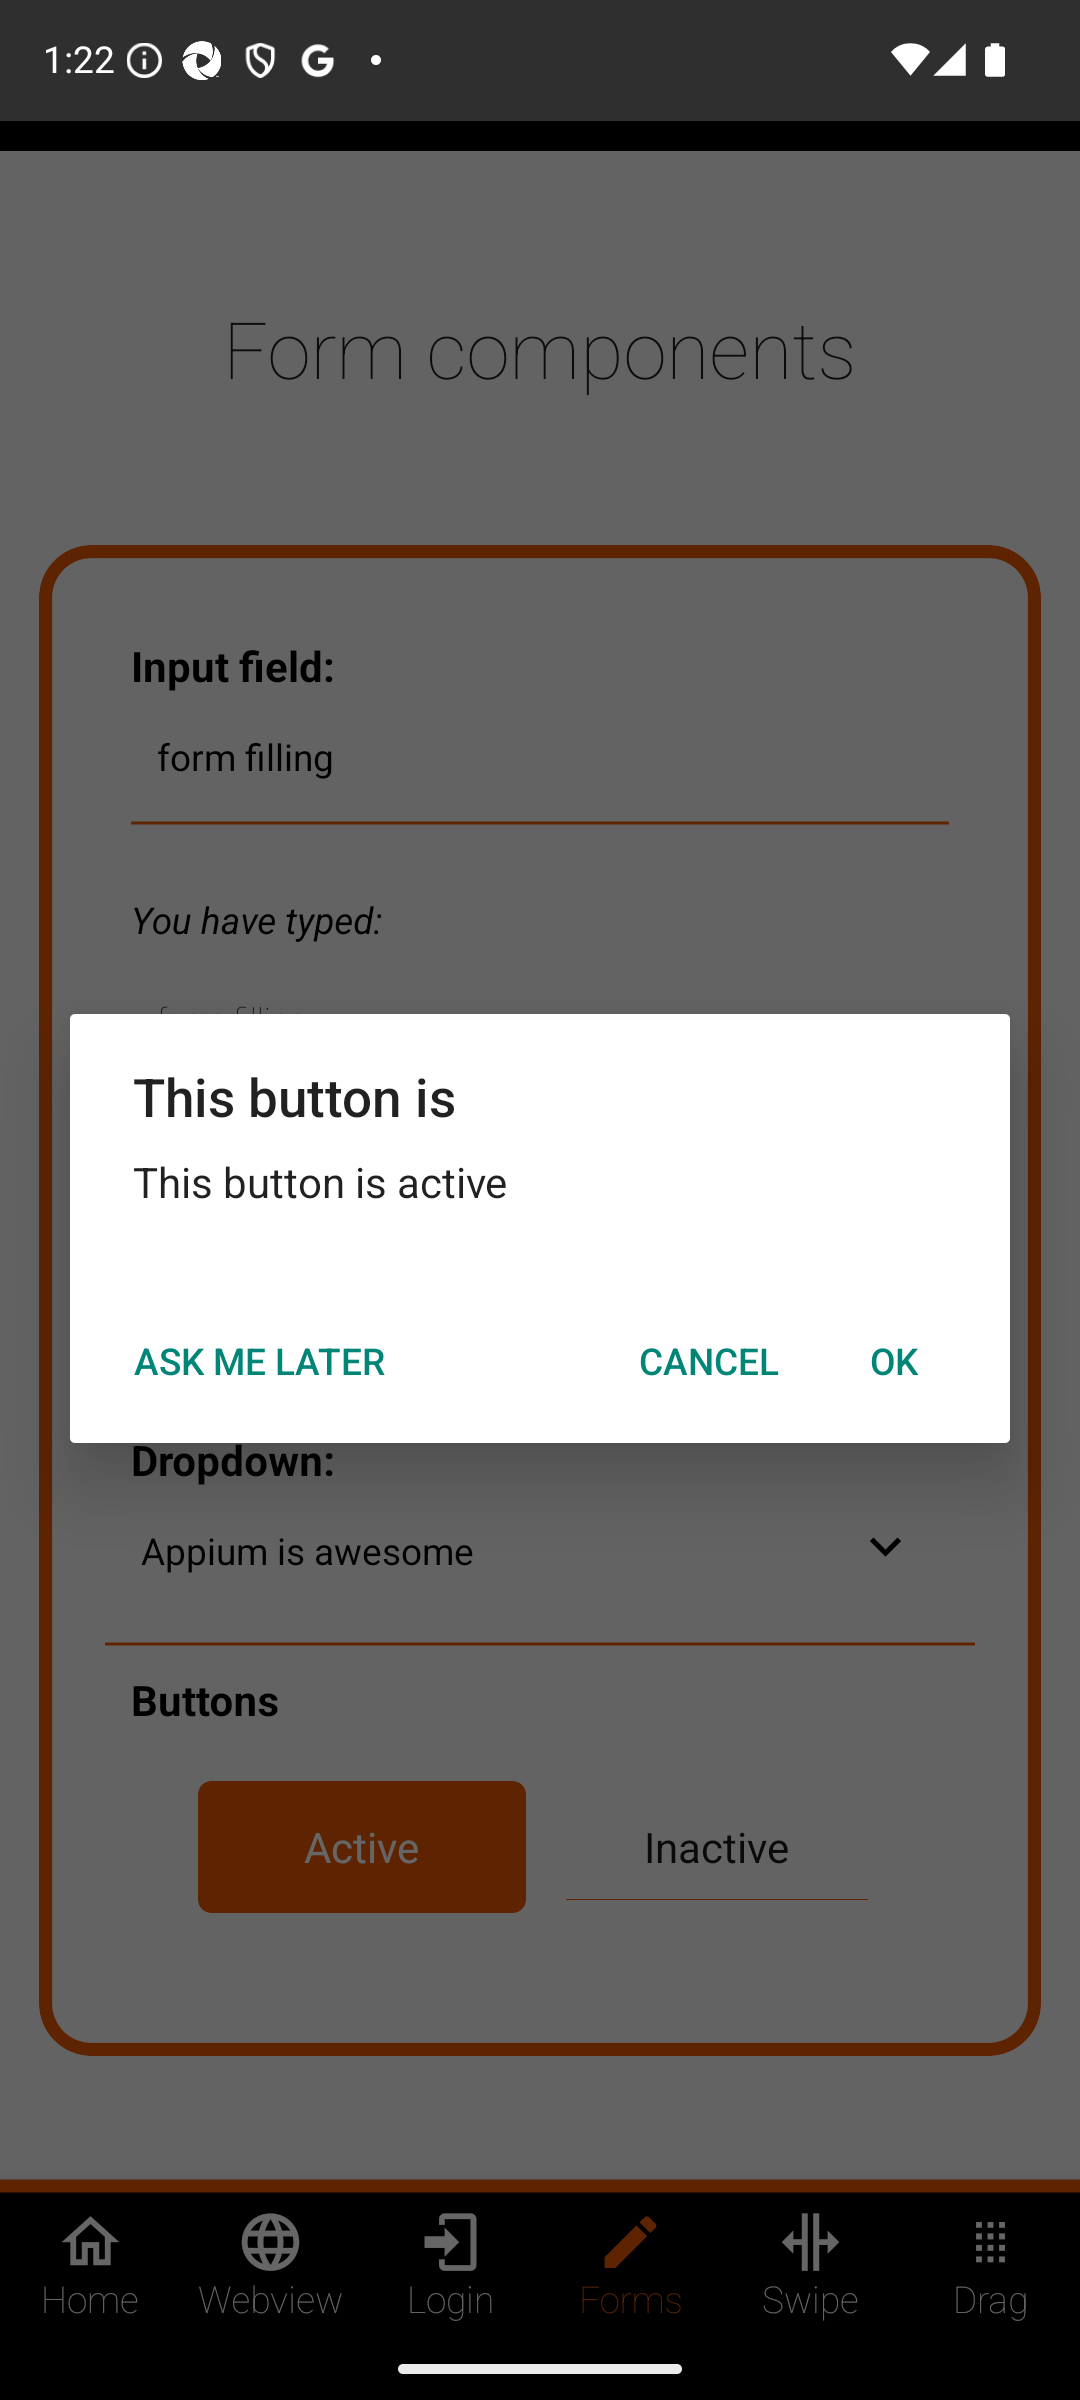 1:22
Form components
Input field:
form filling
You have typed:
This button is
This button is active
ASK ME LATER CANCEL OK
Dropdown:
Appium is awesome
Buttons
Active Inactive
Home Webview Login Forms Swipe Drag